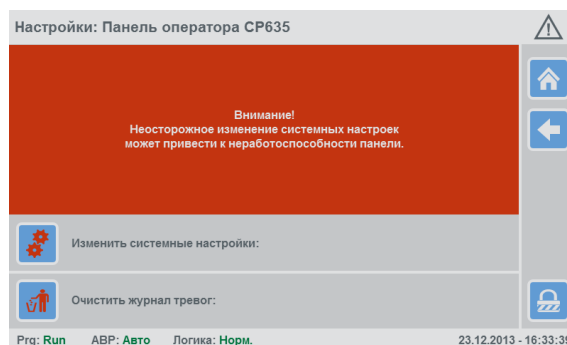 Настройки: Панель оператора CP635
Внимание!
Неосторожное изменение системных настроек
может привести к неработоспособности панели.
Изменить системные настройки:
Очистить журнал тревог:
Prg: Run АВР: Авто Логика: Норм. 23.12.2013 - 16:33:39